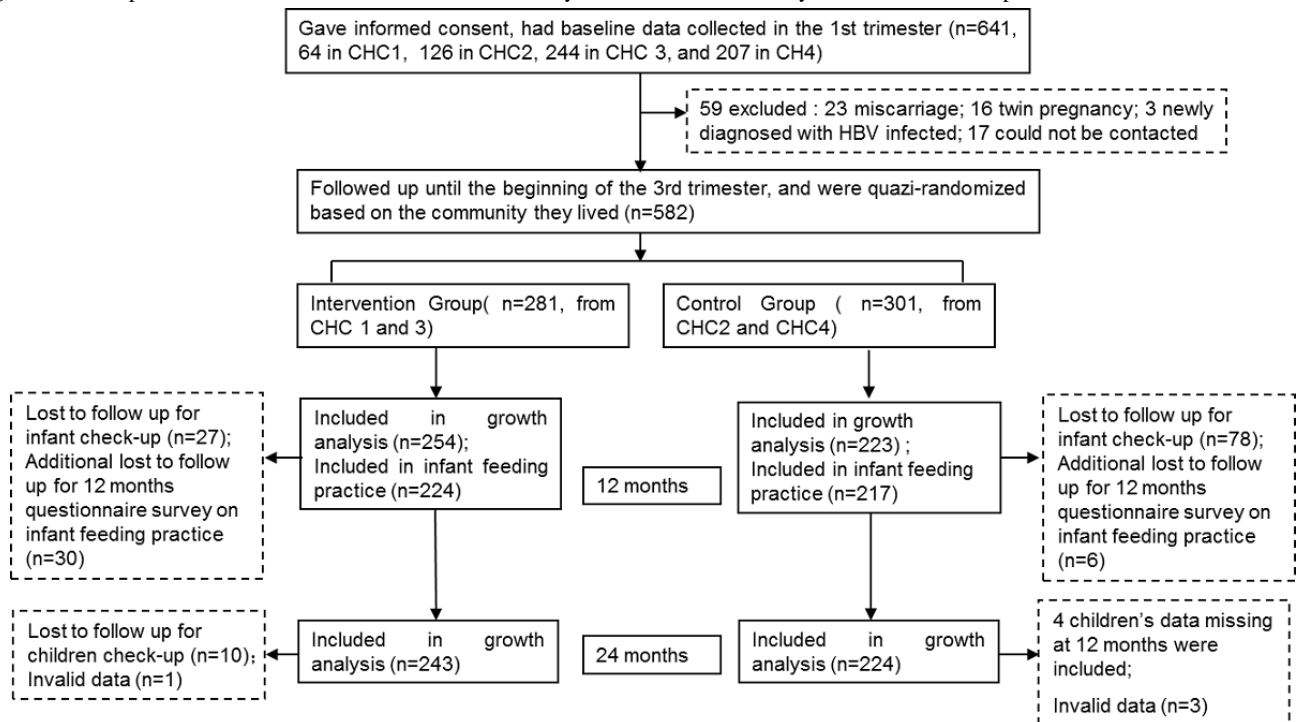 Gave informed consent, had baseline data collected in the 1st trimester (n=641,
64 in CHC1, 126 in CHC2, 244 in CHC 3, and 207 in CH4)
59 excluded : 23 miscarriage; 16 twin pregnancy; 3 newly
diagnosed with HBV infected; 17 could not be contacted
Followed up until the beginning of the 3rd trimester, and were quazi-randomized
based on the community they lived (n=582)
Intervention Group( n=281, from
CHC 1 and 3)
Control Group ( n=301, from
CHC2 and CHC4)
Lost to follow up for
infant check-up (n=27);
Additional lost to follow
up for 12 months
questionnaire survey on
infant feeding practice
(n=30)
Included in growth
analysis (n=254);
Included in infant feeding
practice (n=224)
12 months
Included in growth
analysis (n=223) ;
Included in infant feeding
practice (n=217)
Lost to follow up for
infant check-up (n=78);
Additional lost to follow
up for 12 months
questionnaire survey on
infant feeding practice
(n=6)
Lost to follow up for
children check-up (n=10);
Invalid data (n=1)
Included in growth
analysis (n=243)
24 months
Included in growth
analysis (n=224)
4 children's data missing
at 12 months were
included;
Invalid data (n=3)